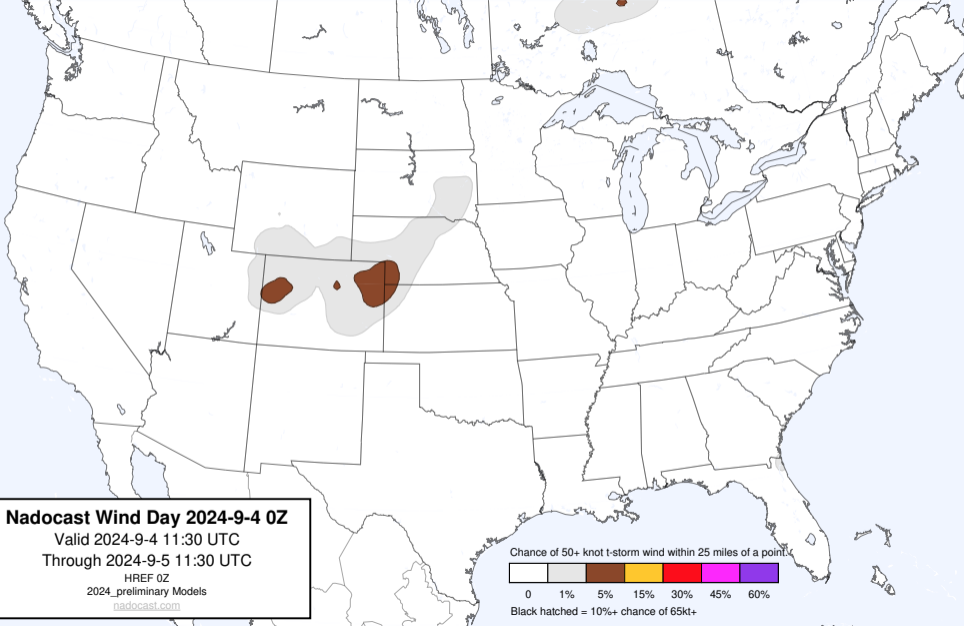 Nadocast Wind Day 2024-9-4 0Z
Valid 2024-9-4 11:30 UTC
Through 2024-9-5 11:30 UTC
HREF 0Z
2024_preliminary Models
nadocast.com
Chance of 50+ knot t-storm wind within 25 miles of a point.
0 1% 5% 15% 30% 45% 60%
Black hatched = 10%+ chance of 65kt+